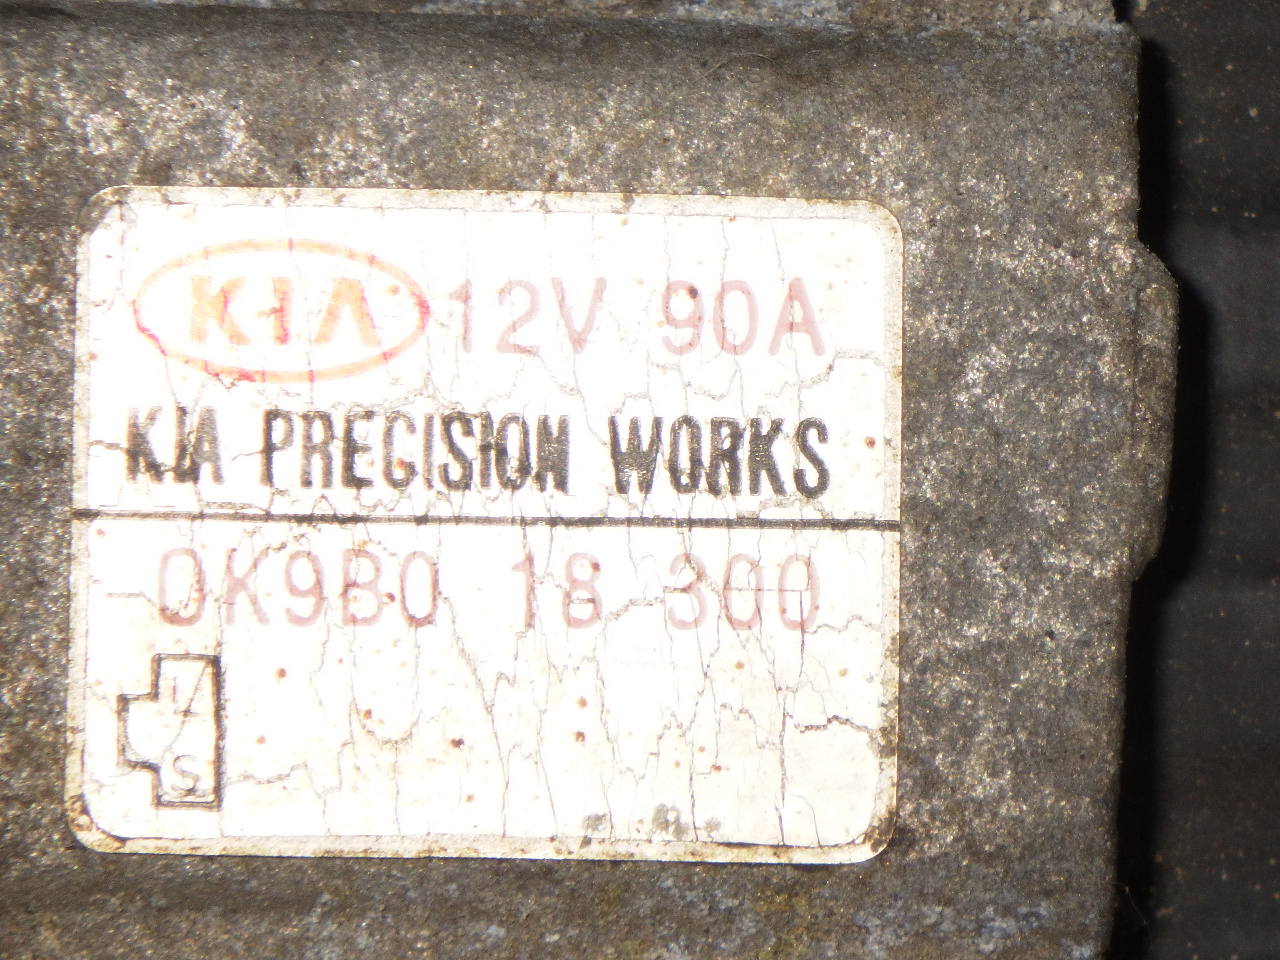 KIA 12V 90A
KIA PRECISION WORKS
0K9B0 18 300
L
S